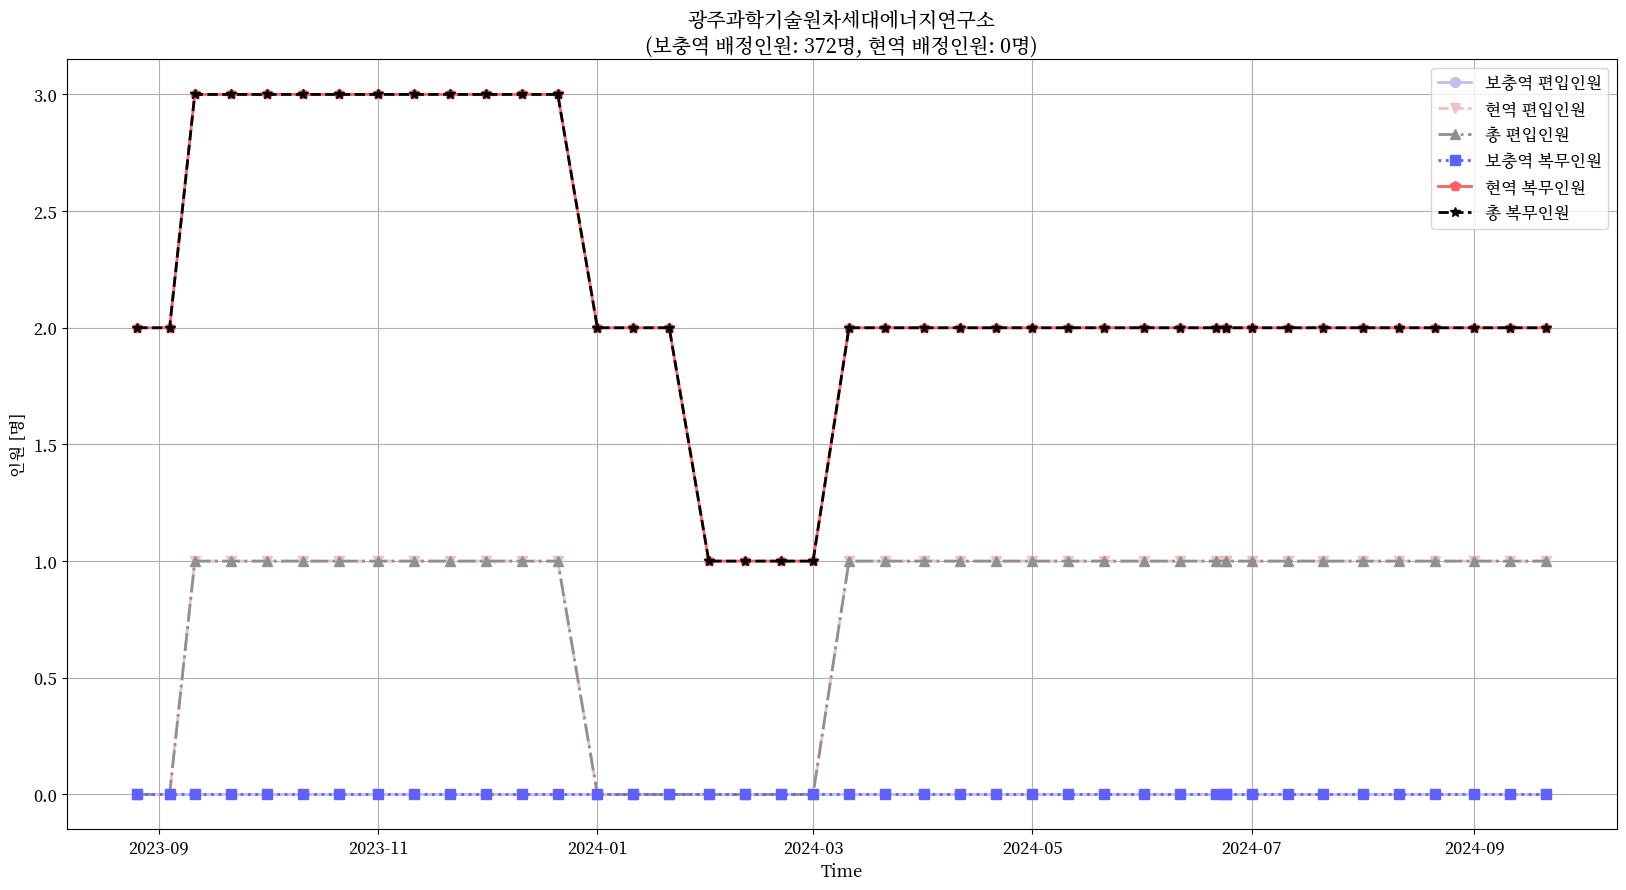 광주과학기술원차세대에너지연구소
(보충역 배정인원: 372명, 현역 배정인원: 0명)
보충역 편입인원
현역 편입인원
총 편입인원
보충역 복무인원
현역 복무인원
총 복무인원
인원 [명]
3.0
2.5
2.0
1.5
1.0
0.5
0.0
2023-09
2023-11
2024-01
2024-03
2024-05
2024-07
2024-09
Time